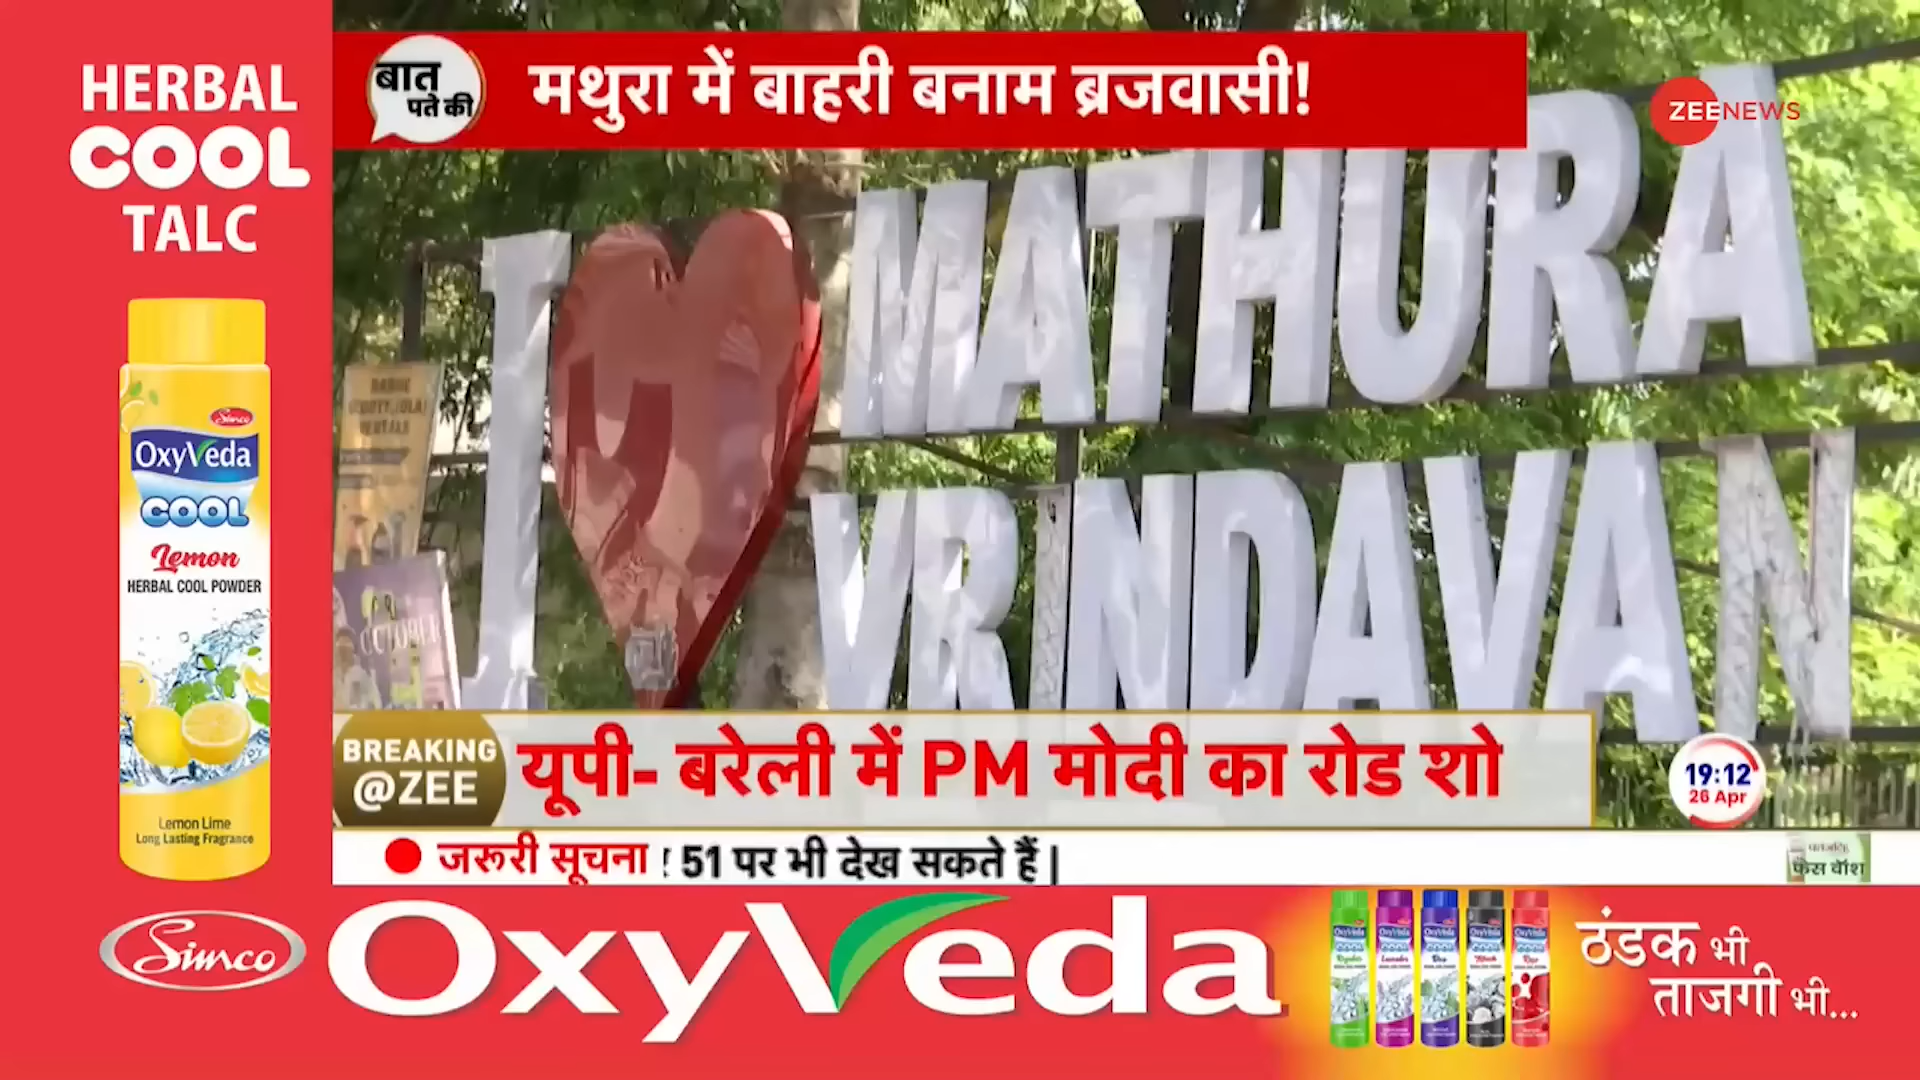 HERBAL
COOL
TALC
Simco
OxyVeda
COOL
Lemon
HERBAL COOL POWDER
Lemon Lime
Long Lasting Fragrance
बात
पते की
मथुरा में बाहरी बनाम ब्रजवासी!
ZEENEWS
I MATHURA
VRINDAVAN
BREAKING
@ZEE
यूपी- बरेली में PM मोदी का रोड शो
19:12
26 Apr
जरूरी सूचना
51 पर भी देख सकते हैं |
फेस वॉश
Simco
OxyVeda
ठंडक भी
ताजगी भी...